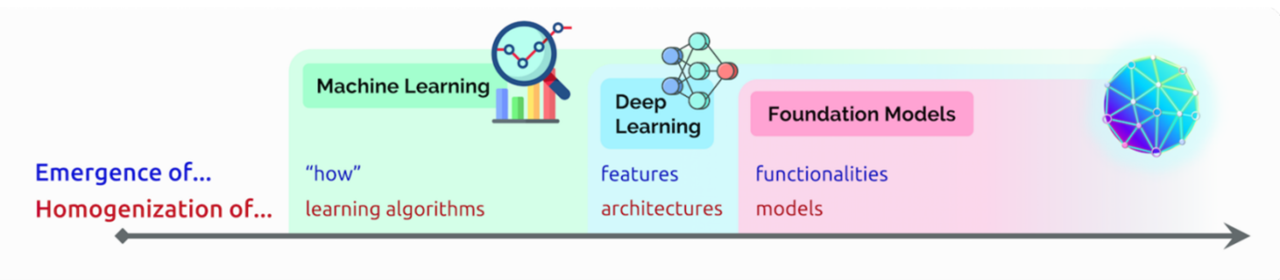 Machine Learning
Deep
Learning
Foundation Models
Emergence of... “how” features functionalities
Homogenization of... learning algorithms architectures models